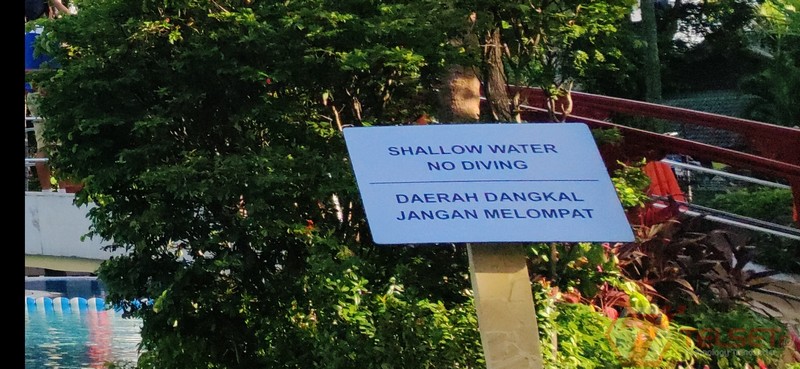 SHALLOW WATER
NO DIVING
DAERAH DANGKAL
JANGAN MELOMPAT